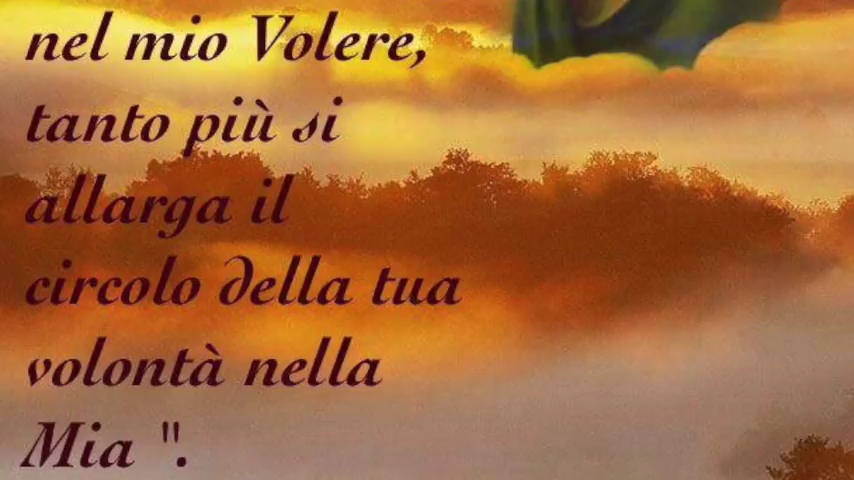 nel mio Volere,
tanto più si
allarga il
circolo della tua
volontà nella
Mia ".